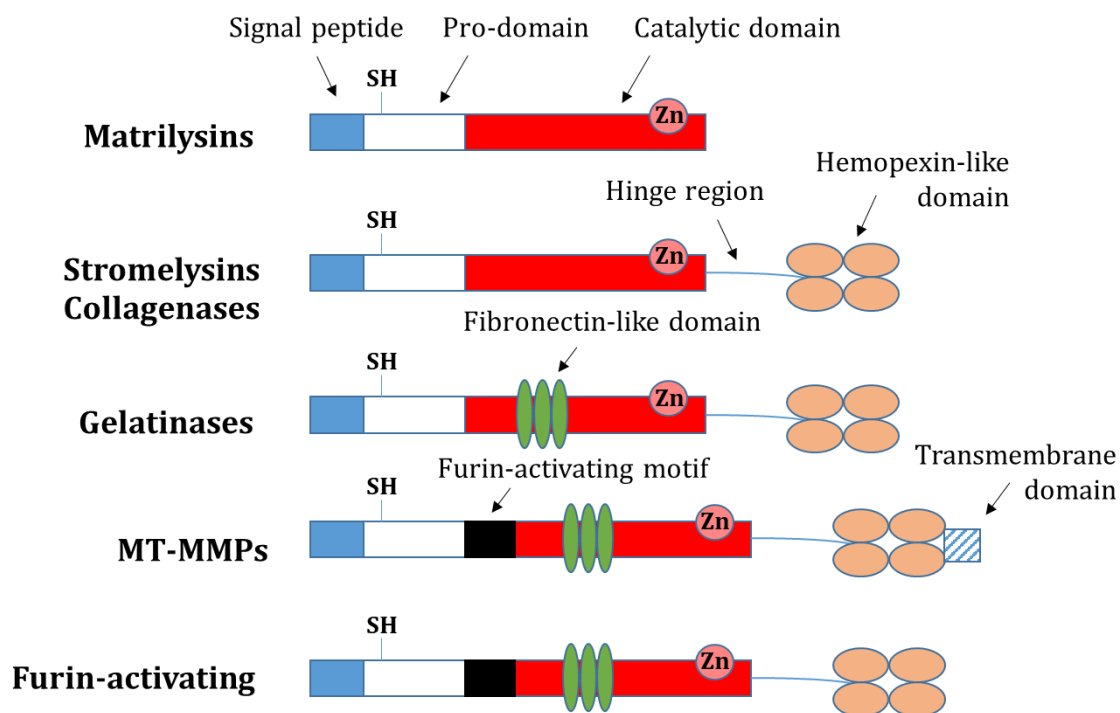 Signal peptide
Pro-domain
Catalytic domain
SH
Zn
Matrilysins
Hemopexin-like
domain
Hinge region
SH
Zn
Stromelysins
Collagenases
Fibronectin-like domain
SH
Zn
Gelatinases
Furin-activating motif
Transmembrane
domain
SH
Zn
MT-MMPs
SH
Zn
Furin-activating